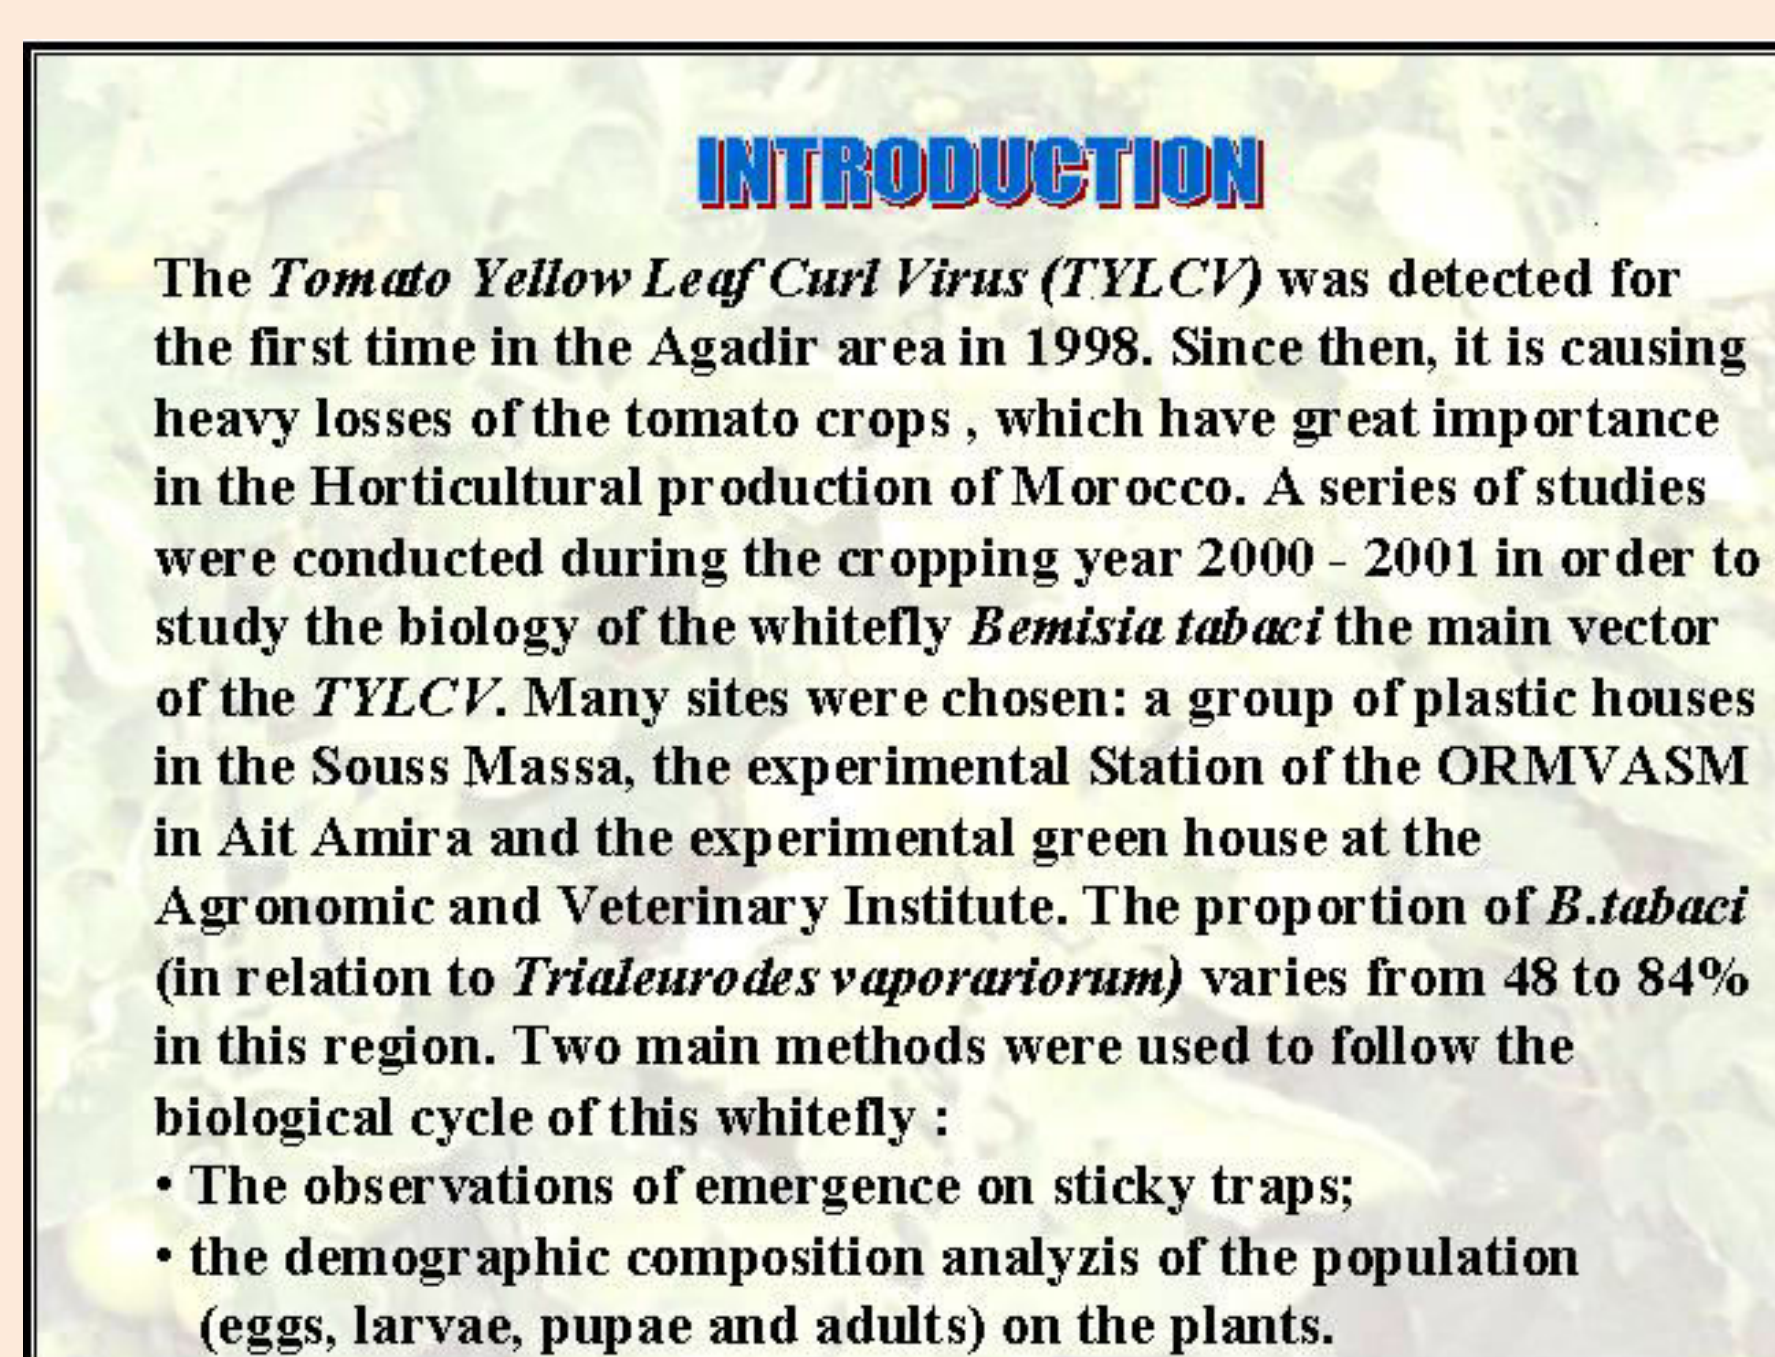 INTRODUCTION
The Tomato Yellow Leaf Curl Virus (TYLCV) was detected for
the first time in the Agadir area in 1998. Since then, it is causing
heavy losses of the tomato crops , which have great importance
in the Horticultural production of Morocco. A series of studies
were conducted during the cropping year 2000 - 2001 in order to
study the biology of the whitefly Bemisia tabaci the main vector
of the TYLCV. Many sites were chosen: a group of plastic houses
in the Souss Massa, the experimental Station of the ORMVASM
in Ait Amira and the experimental green house at the
Agronomic and Veterinary Institute. The proportion of B.tabaci
(in relation to Trialeurodes vaporariorum) varies from 48 to 84%
in this region. Two main methods were used to follow the
biological cycle of this whitefly :
• The observations of emergence on sticky traps;
• the demographic composition analyzis of the population
(eggs, larvae, pupae and adults) on the plants.